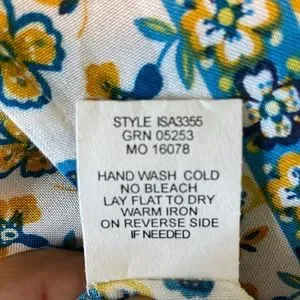 STYLE ISA3355
GRN 05253
MO 16078
HAND WASH COLD
NO BLEACH
LAY FLAT TO DRY
WARM IRON
ON REVERSE SIDE
IF NEEDED